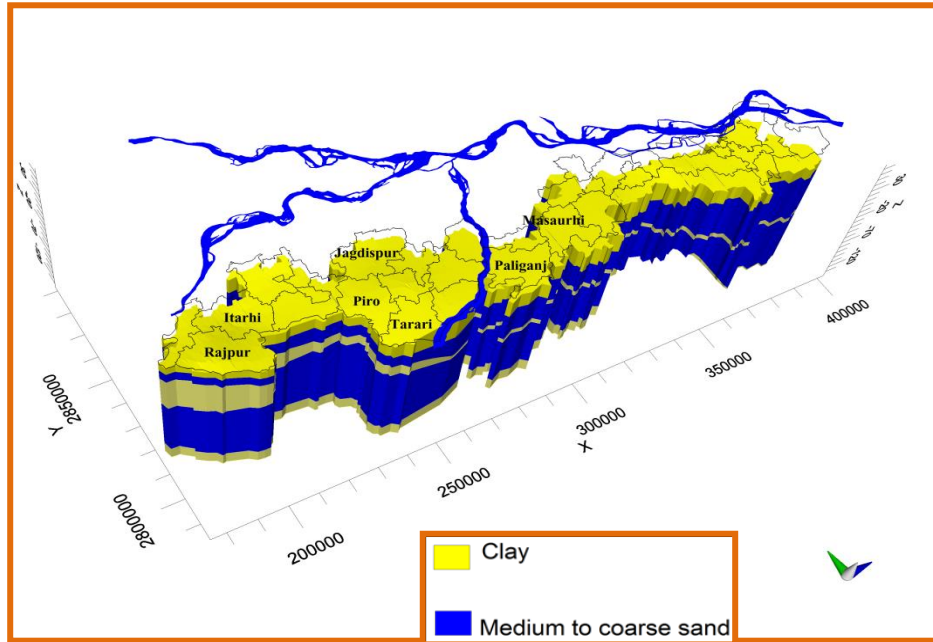 Masaurhi
Jagdispur
Paliganj
Piro
Itarhi
Tarari
Rajpur
Z
400000
350000
X
300000
250000
200000
Y
2850000
2800000
Clay
Medium to coarse sand